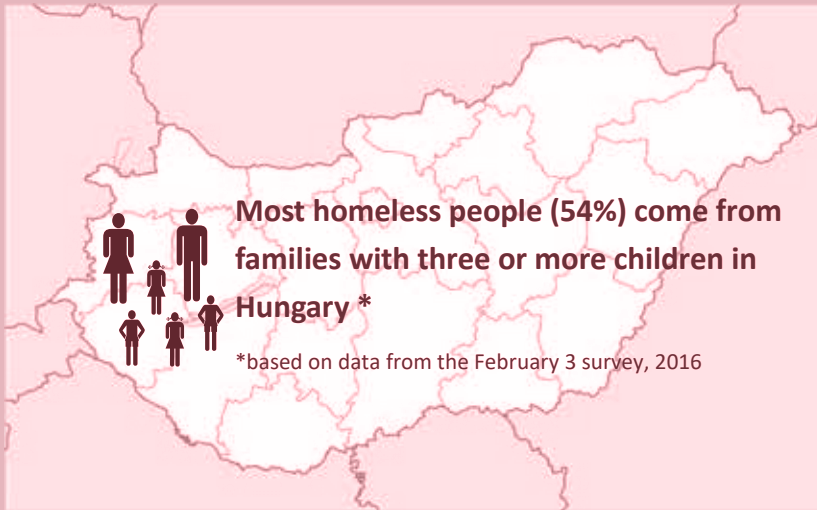 Most homeless people (54%) come from
families with three or more children in
Hungary *
*based on data from the February 3 survey, 2016